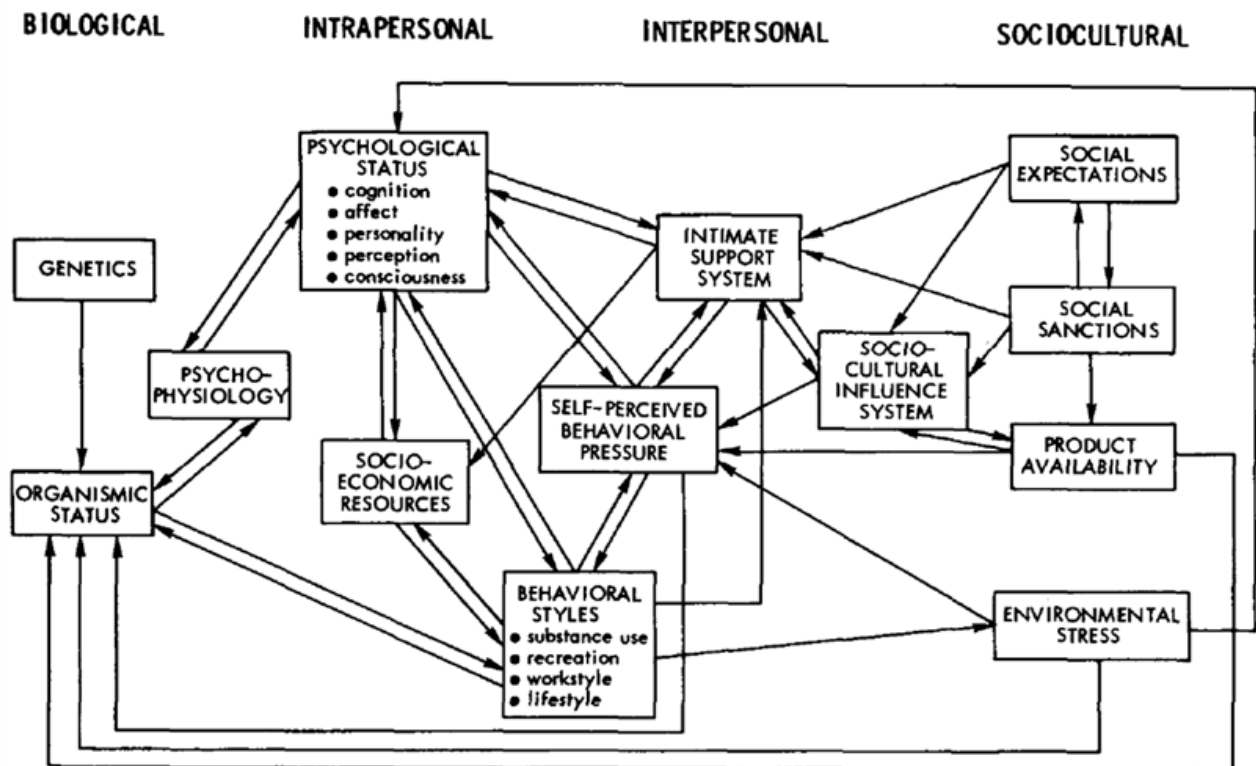 BIOLOGICAL
INTRAPERSONAL
INTERPERSONAL
SOCIOCULTURAL
PSYCHOLOGICAL
STATUS
• cognition
• affect
• personality
• perception
• consciousness
SOCIAL
EXPECTATIONS
GENETICS
INTIMATE
SUPPORT
SYSTEM
SOCIAL
SANCTIONS
PSYCHO-
PHYSIOLOGY
SOCIO-
CULTURAL
INFLUENCE
SYSTEM
SELF-PERCEIVED
BEHAVIORAL
PRESSURE
SOCIO-
ECONOMIC
RESOURCES
PRODUCT
AVAILABILITY
ORGANISMIC
STATUS
BEHAVIORAL
STYLES
• substance use
• recreation
• workstyle
• lifestyle
ENVIRONMENTAL
STRESS